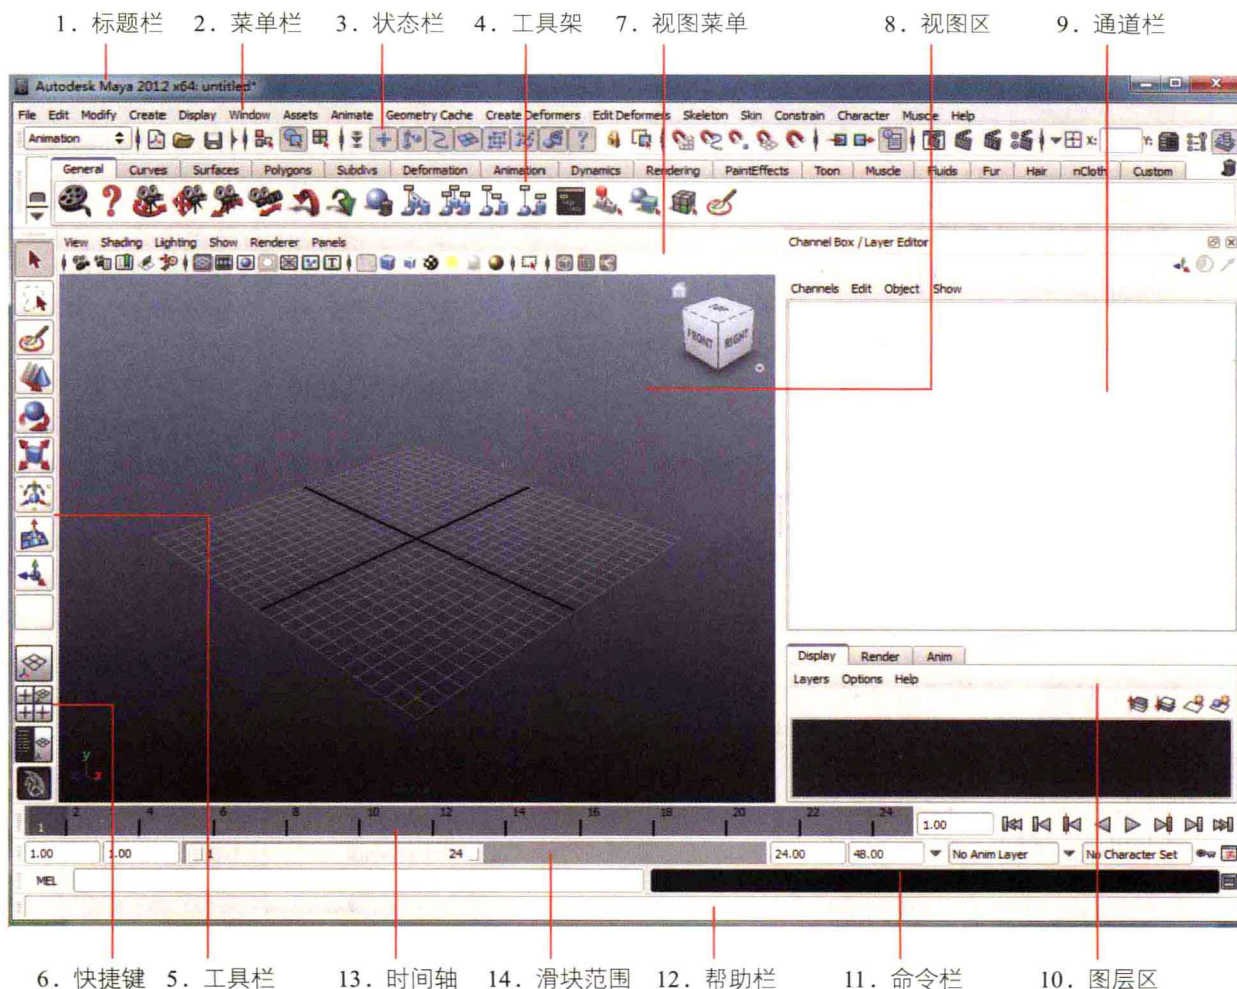 1. 标题栏 2. 菜单栏 3. 状态栏 4. 工具架 7. 视图菜单 8. 视图区 9. 通道栏
Autodesk Maya 2012 x64: untitled*
File Edit Modify Create Display Window Assets Animate Geometry Cache Create Deformers Edit Deformers Skeleton Skin Constrain Character Muscle Help
Animation X: Y:
General Curves Surfaces Polygons Subdivs Deformation Animation Dynamics Rendering PaintEffects Toon Muscle Fluids Fur Hair nCloth Custom
View Shading Lighting Show Renderer Panels
Channel Box / Layer Editor
Channels Edit Object Show
TOP
FRONT RIGHT
Display Render Anim
Layers Options Help
y
z x
1 2 4 6 8 10 12 14 16 18 20 22 24 1.00
1.00 1.00 1 24 24.00 48.00 No Anim Layer No Character Set
MEL
6. 快捷键 5. 工具栏 13. 时间轴 14. 滑块范围 12. 帮助栏 11. 命令栏 10. 图层区